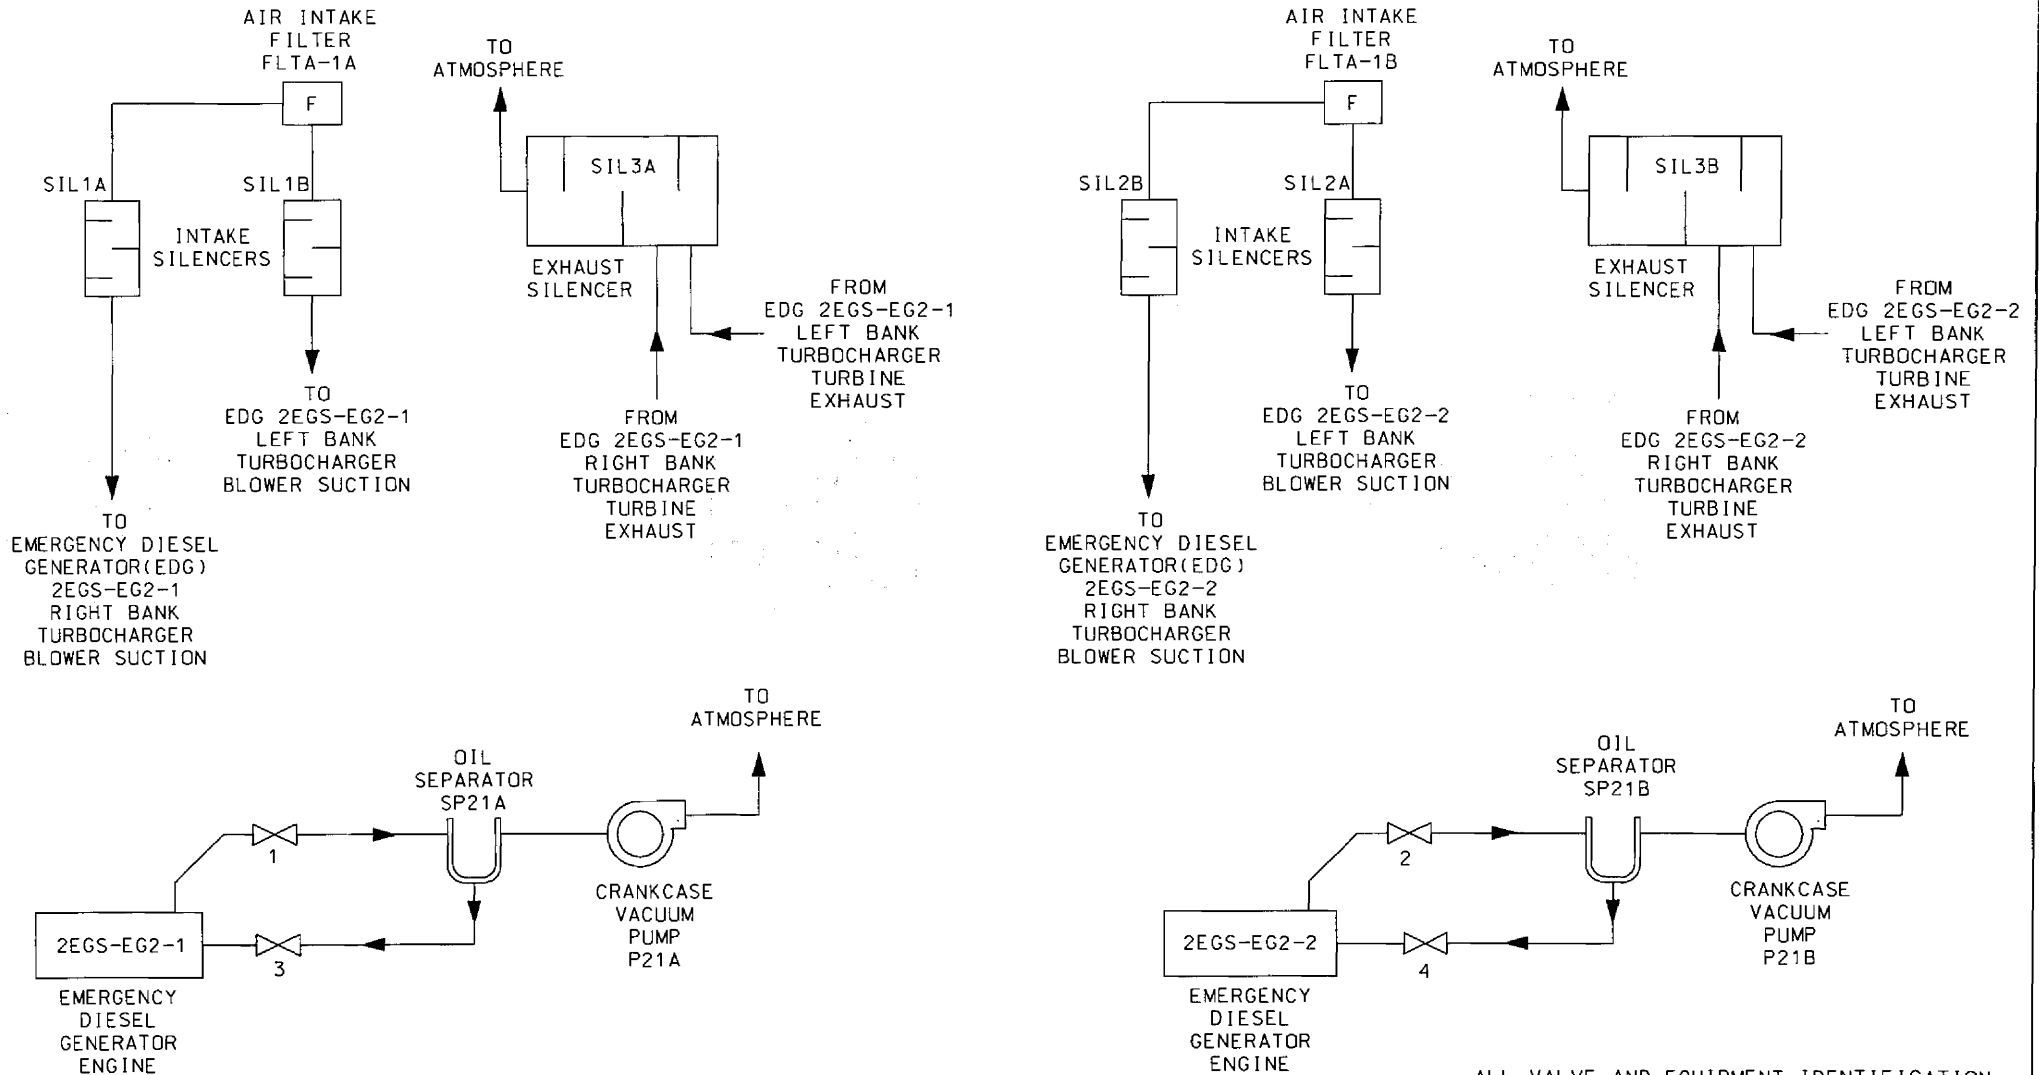 AIR INTAKE
FILTER
FLTA-1A
F
TO
ATMOSPHERE
SIL1A
SIL1B
INTAKE
SILENCERS
SIL3A
EXHAUST
SILENCER
FROM
EDG 2EGS-EG2-1
LEFT BANK
TURBOCHARGER
TURBINE
EXHAUST
TO
EDG 2EGS-EG2-1
LEFT BANK
TURBOCHARGER
BLOWER SUCTION
FROM
EDG 2EGS-EG2-1
RIGHT BANK
TURBOCHARGER
TURBINE
EXHAUST
TO
EMERGENCY DIESEL
GENERATOR(EDG)
2EGS-EG2-1
RIGHT BANK
TURBOCHARGER
BLOWER SUCTION
AIR INTAKE
FILTER
FLTA-1B
F
TO
ATMOSPHERE
SIL2B
SIL2A
INTAKE
SILENCERS
SIL3B
EXHAUST
SILENCER
FROM
EDG 2EGS-EG2-2
LEFT BANK
TURBOCHARGER
TURBINE
EXHAUST
TO
EDG 2EGS-EG2-2
LEFT BANK
TURBOCHARGER
BLOWER SUCTION
FROM
EDG 2EGS-EG2-2
RIGHT BANK
TURBOCHARGER
TURBINE
EXHAUST
TO
EMERGENCY DIESEL
GENERATOR(EDG)
2EGS-EG2-2
RIGHT BANK
TURBOCHARGER
BLOWER SUCTION
TO
ATMOSPHERE
OIL
SEPARATOR
SP21A
1
CRANKCASE
VACUUM
PUMP
P21A
2EGS-EG2-1
3
EMERGENCY
DIESEL
GENERATOR
ENGINE
TO
ATMOSPHERE
OIL
SEPARATOR
SP21B
2
CRANKCASE
VACUUM
PUMP
P21B
2EGS-EG2-2
4
EMERGENCY
DIESEL
GENERATOR
ENGINE
ALL VALVE AND EQUIPMENT IDENTIFICATION